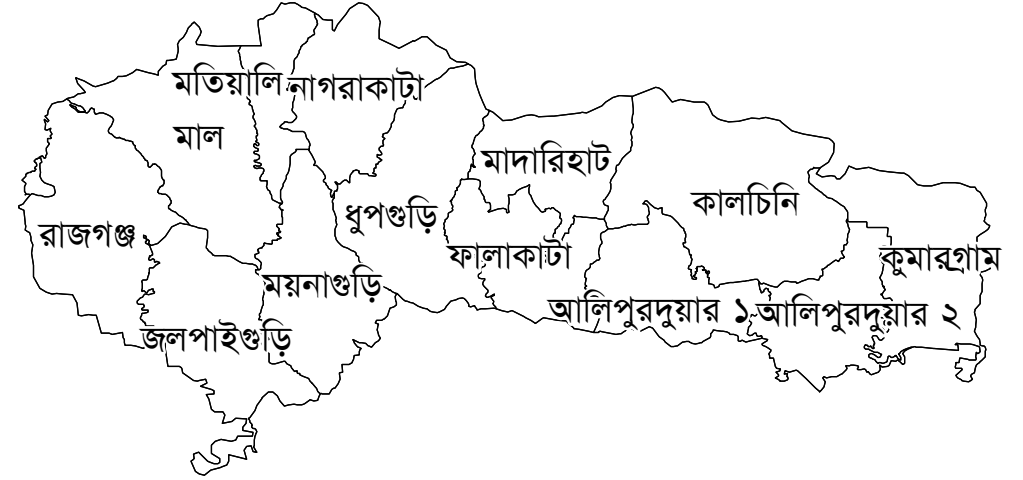 মতিয়ালি
নাগরাকাটা
মাল
মাদারিহাট
কালচিনি
ধুপগুড়ি
রাজগঞ্জ
ফালাকাটা
কুমারগ্রাম
ময়নাগুড়ি
আলিপুরদুয়ার ১
আলিপুরদুয়ার ২
জলপাইগুড়ি